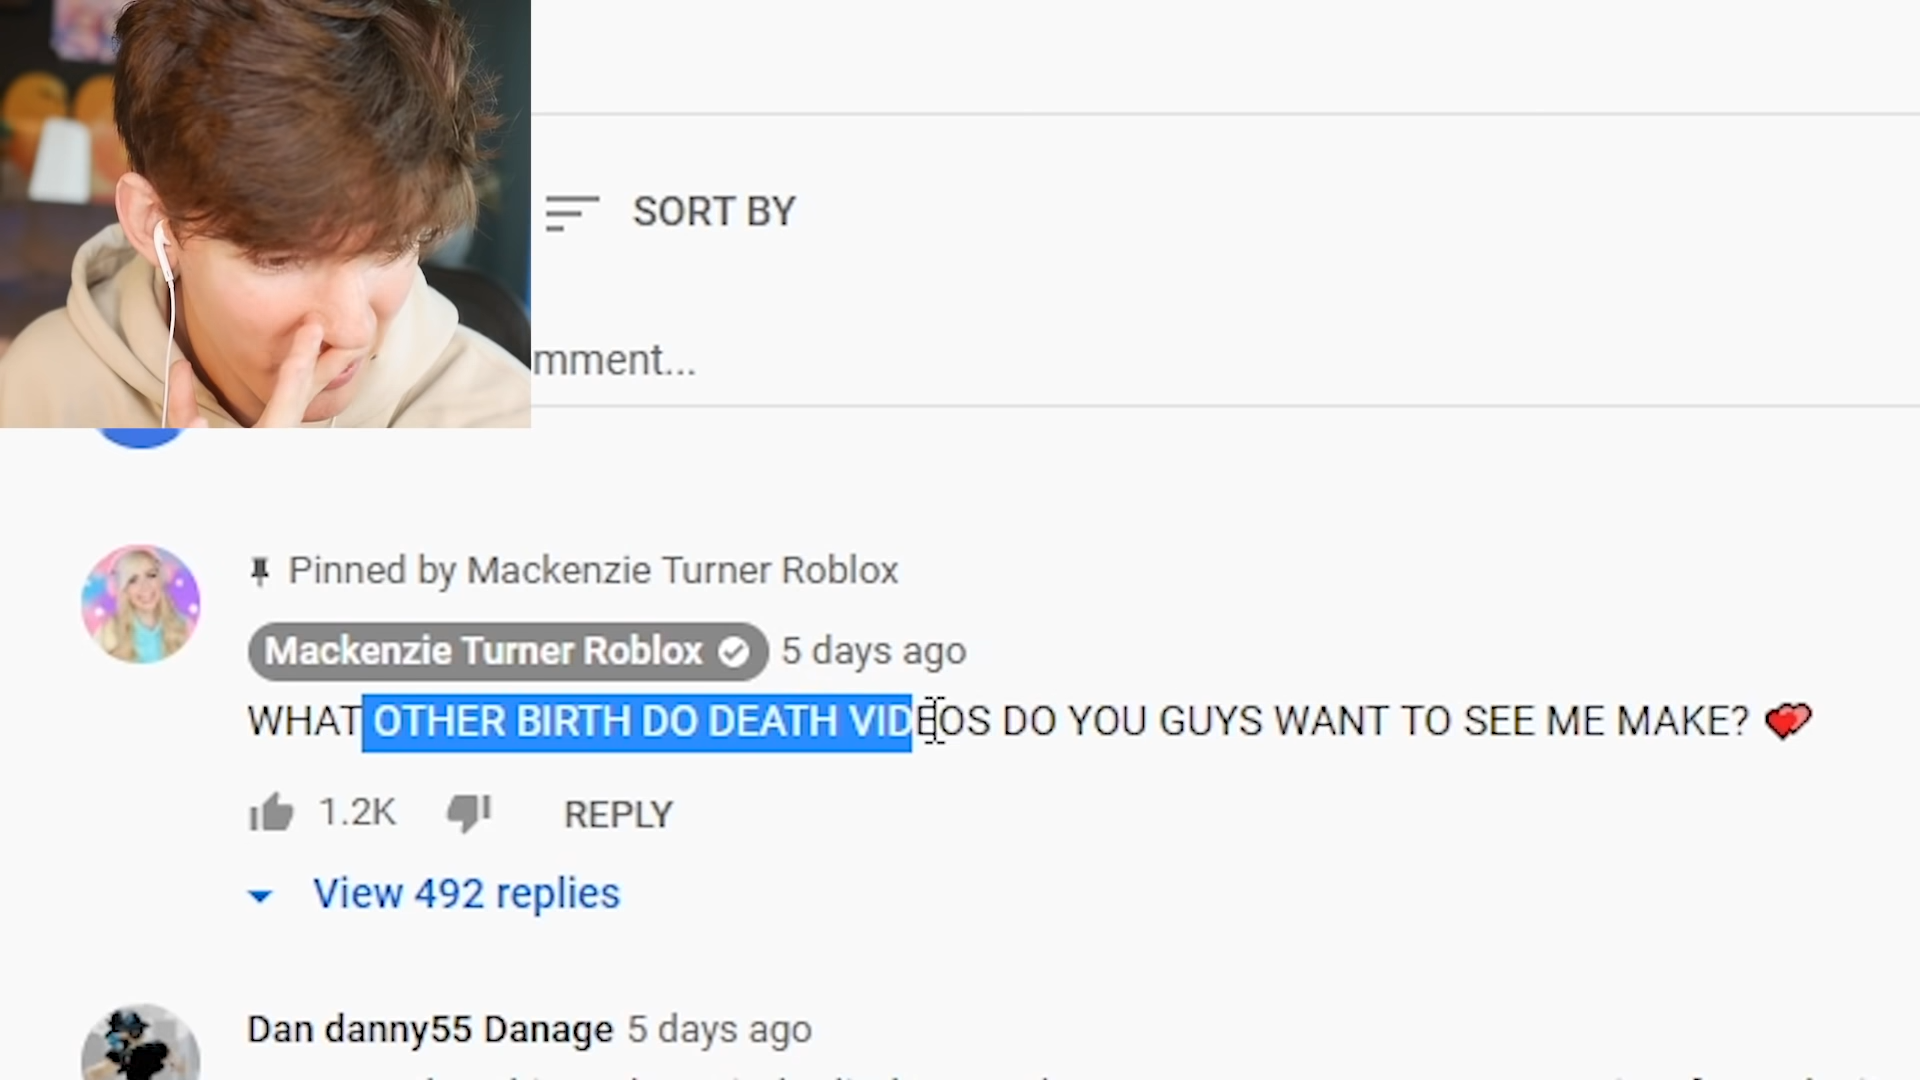 SORT BY
mment...
Pinned by Mackenzie Turner Roblox
Mackenzie Turner Roblox 5 days ago
WHAT OTHER BIRTH DO DEATH VIDEOS DO YOU GUYS WANT TO SEE ME MAKE?
1.2K REPLY
View 492 replies
Dan danny55 Danage 5 days ago